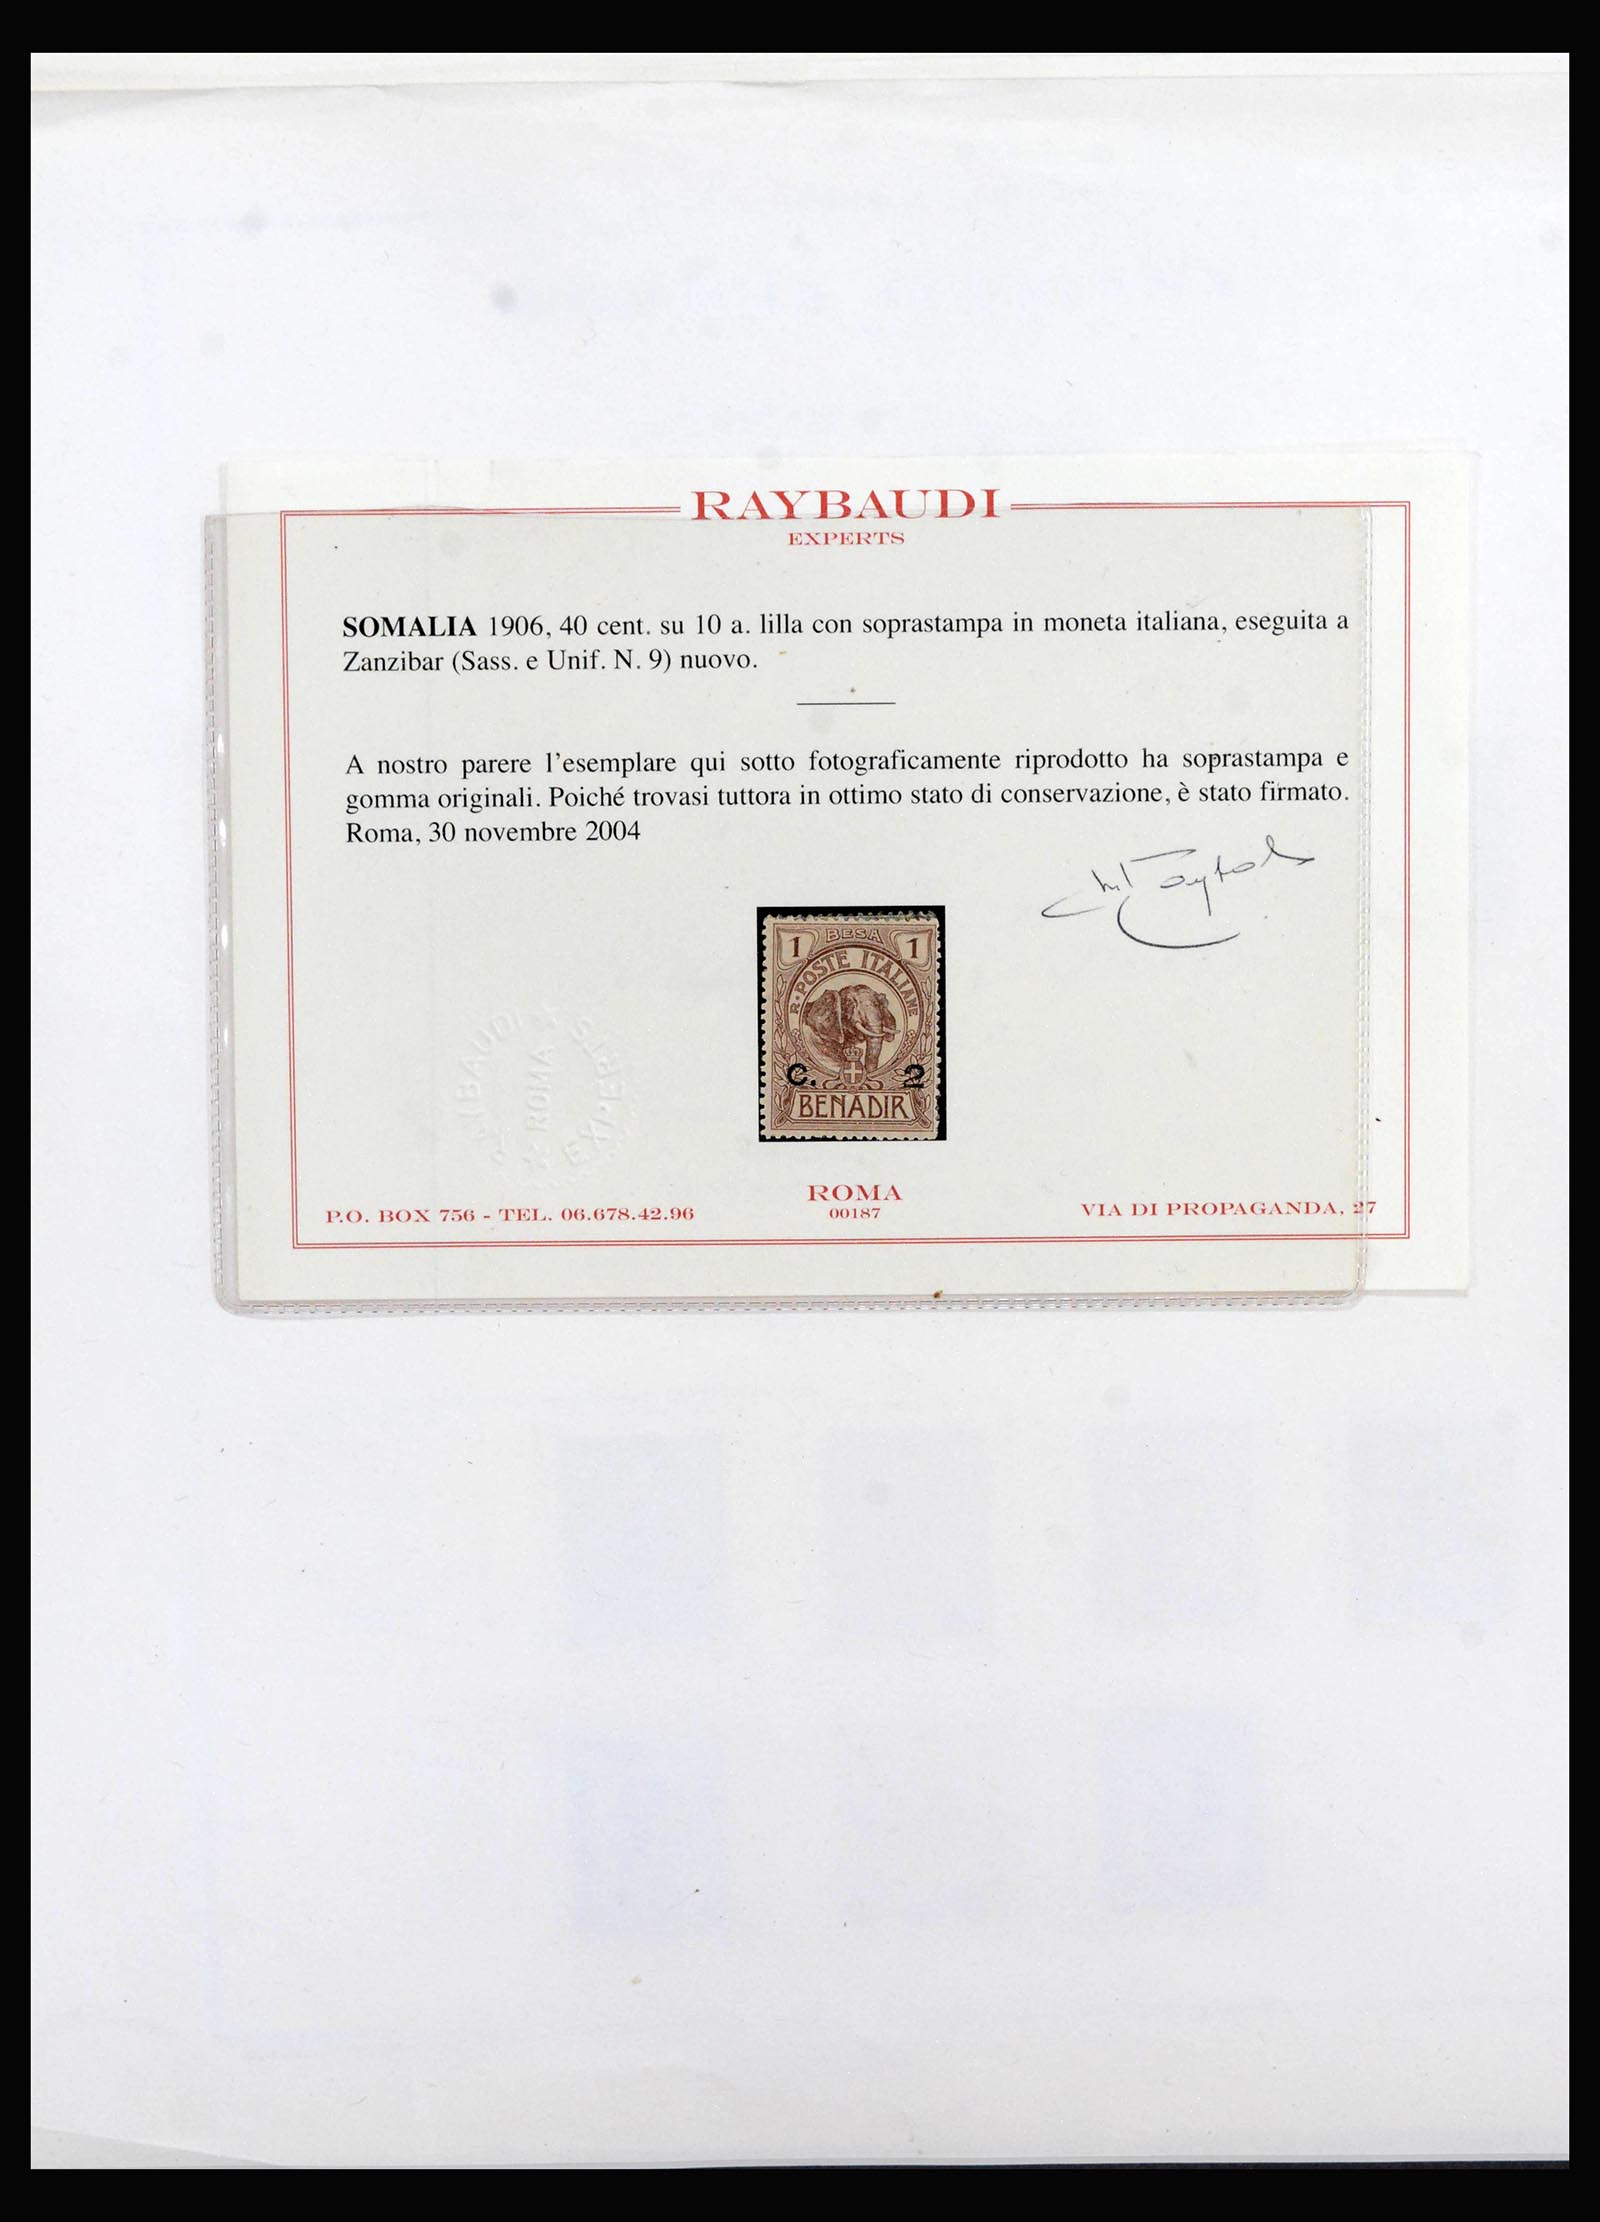 RAYBAUDI
EXPERTS
SOMALIA 1906, 40 cent. su 10 a. lilla con soprastampa in moneta italiana, eseguita a
Zanzibar (Sass. e Unif. N. 9) nuovo.
A nostro parere l'esemplare qui sotto fotograficamente riprodotto ha soprastampa e
gomma originali. Poiché trovasi tuttora in ottimo stato di conservazione, è stato firmato.
Roma, 30 novembre 2004
1 BESA 1
R. POSTE ITALIANE
C. 2
BENADIR
RAYBAUDI
EXPERTS
ROMA
ROMA
00187
P.O. BOX 756 - TEL. 06.678.42.96
VIA DI PROPAGANDA, 27